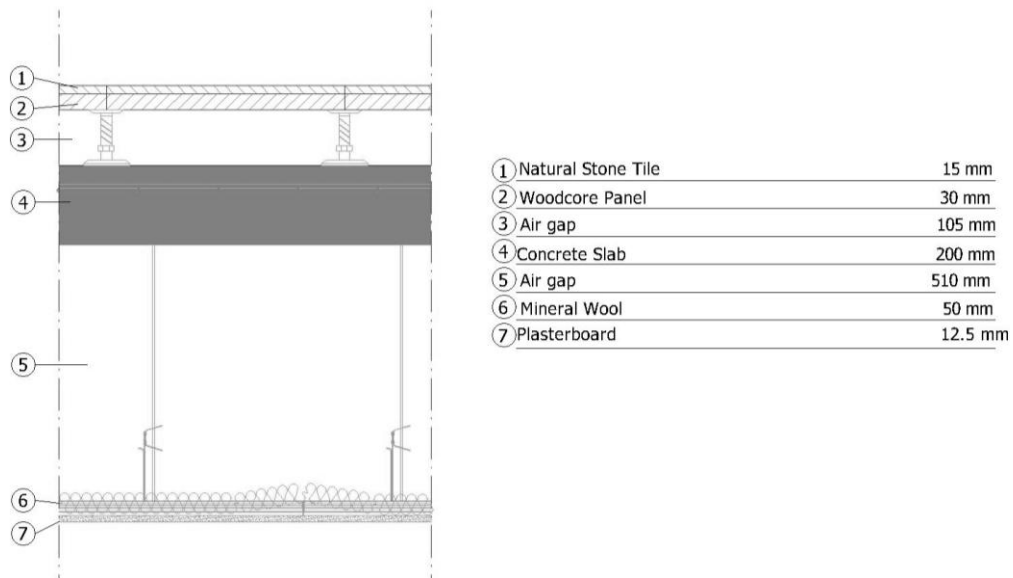 1
2
3
4
5
6
7
1 Natural Stone Tile 15 mm
2 Woodcore Panel 30 mm
3 Air gap 105 mm
4 Concrete Slab 200 mm
5 Air gap 510 mm
6 Mineral Wool 50 mm
7 Plasterboard 12.5 mm